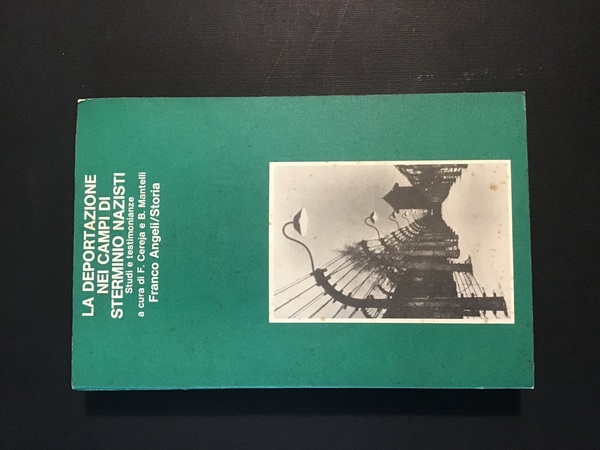 LA DEPORTAZIONE
NEI CAMPI DI
STERMINIO NAZISTI
Studi e testimonianze
a cura di F. Cereja e B. Mantelli
Franco Angeli/Storia